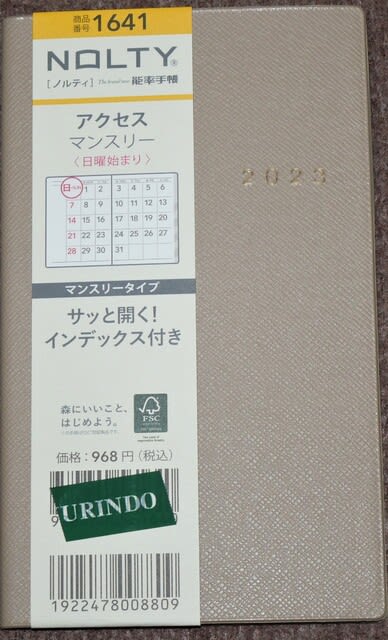 商品
番号 1641
NOLTY®
[ノルティ] The brand new 能率手帳
アクセス
マンスリー
〈日曜始まり〉
日 1 2 3 4 5 6
7 8 9 10 11 12 13
14 15 16 17 18 19 20
21 22 23 24 25 26 27
28 29 30 31
2023
マンスリータイプ
サッと開く!
インデックス付き
森にいいこと、
はじめよう。
FSC
価格：968円（税込）
URINDO
1922478008809